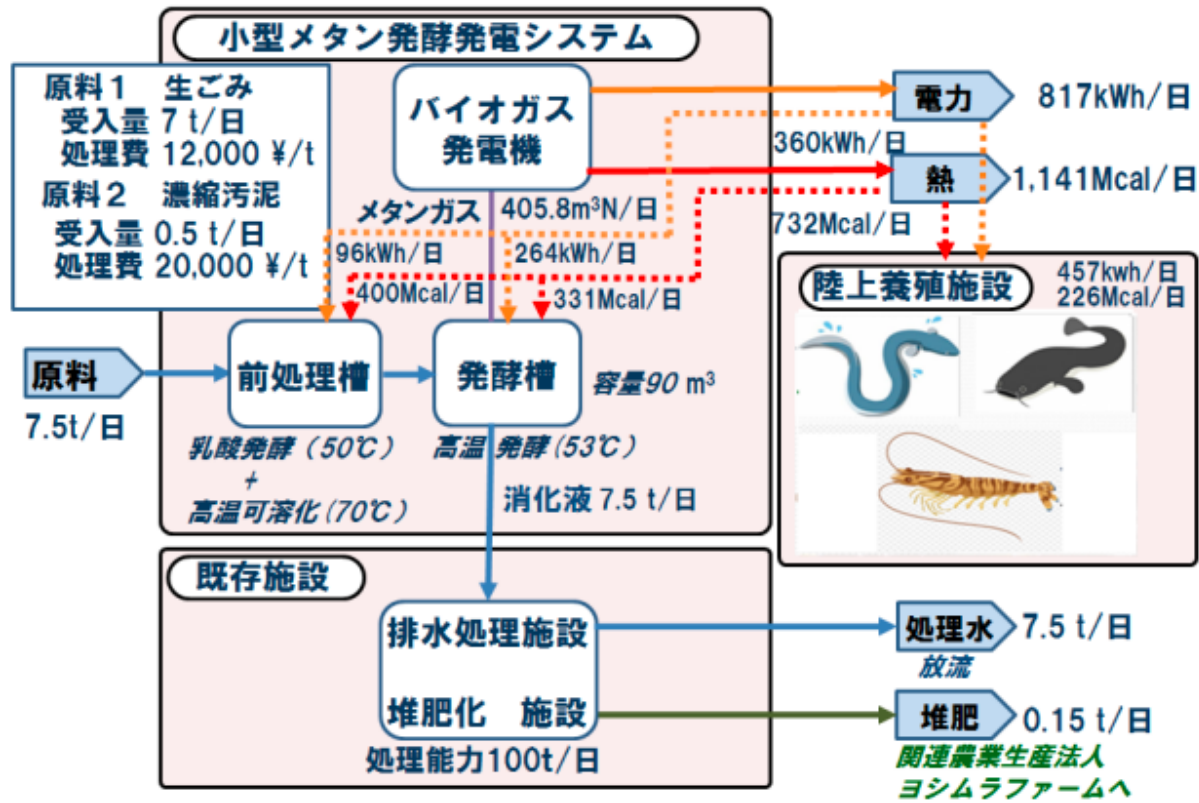 小型メタン発酵発電システム
原料1 生ごみ
受入量 7 t/日
処理費 12,000 ¥/t
原料2 濃縮汚泥
受入量 0.5 t/日
処理費 20,000 ¥/t
バイオガス
発電機
電力
817kWh/日
360kWh/日
熱
1,141Mcal/日
732Mcal/日
メタンガス
405.8m³N/日
96kWh/日
264kWh/日
400Mcal/日
331Mcal/日
陸上養殖施設
457kwh/日
226Mcal/日
原料
7.5t/日
前処理槽
発酵槽
容量90 m³
乳酸発酵(50℃)
+
高温可溶化(70℃)
高温 発酵(53℃)
消化液 7.5 t/日
既存施設
排水処理施設
堆肥化 施設
処理能力100t/日
処理水
7.5 t/日
放流
堆肥
0.15 t/日
関連農業生産法人
ヨシムラファームへ